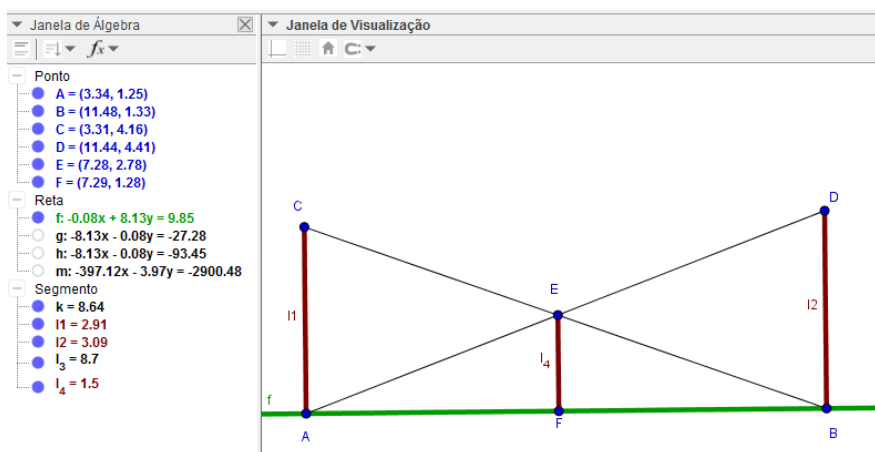 Janela de Álgebra
Janela de Visualização
fx
Ponto
A = (3.34, 1.25)
B = (11.48, 1.33)
C = (3.31, 4.16)
D = (11.44, 4.41)
E = (7.28, 2.78)
F = (7.29, 1.28)
Reta
f: -0.08x + 8.13y = 9.85
g: -8.13x - 0.08y = -27.28
h: -8.13x - 0.08y = -93.45
m: -397.12x - 3.97y = -2900.48
Segmento
k = 8.64
l1 = 2.91
l2 = 3.09
l₃ = 8.7
l₄ = 1.5
C
D
E
l1
l2
l₄
f
A
F
B